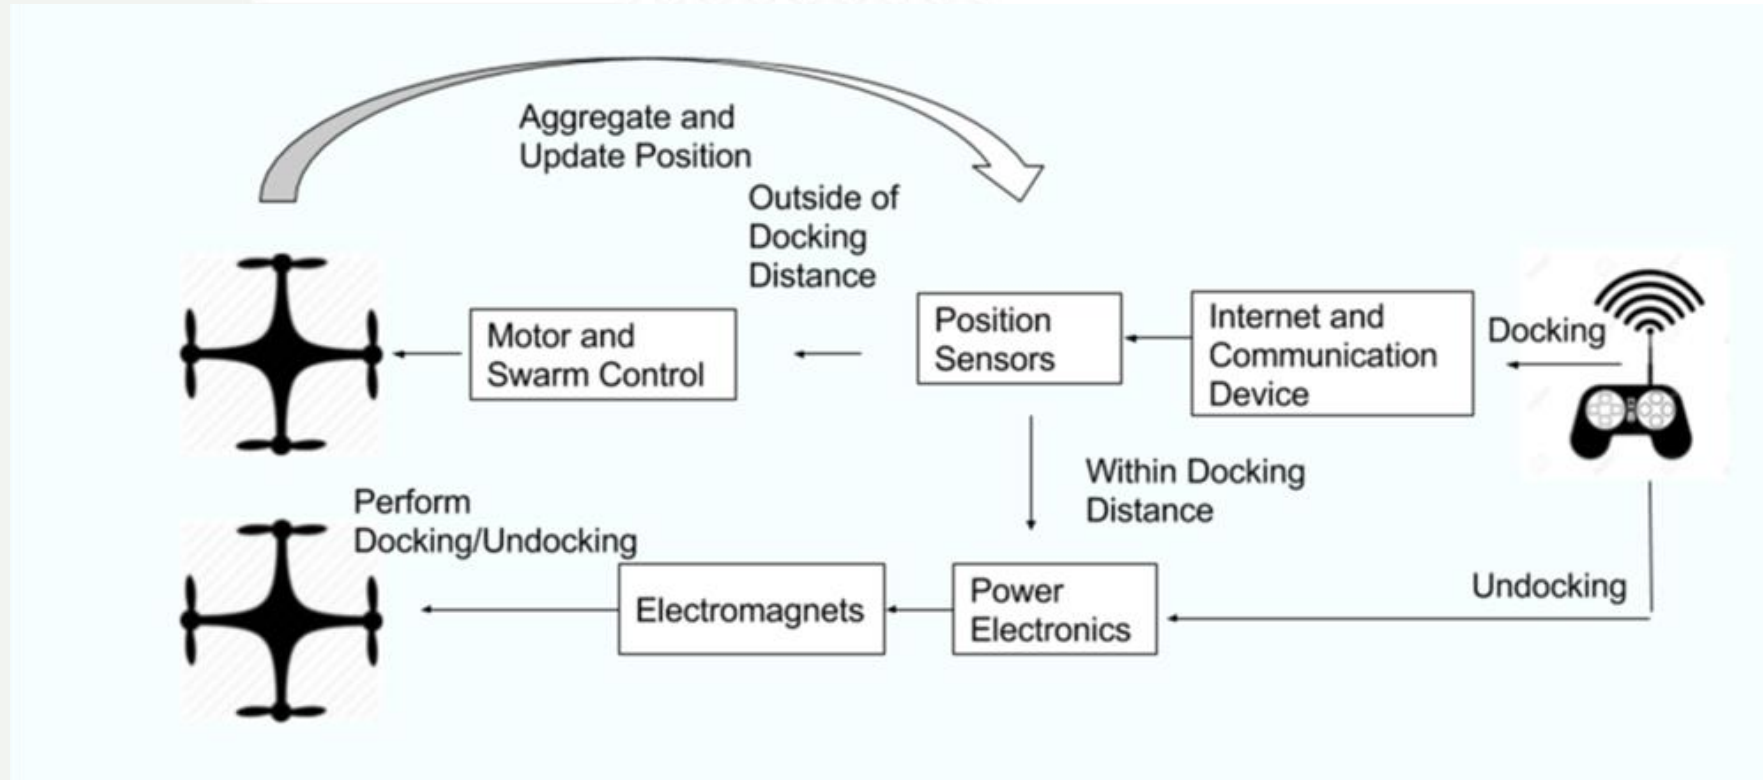 Aggregate and
Update Position
Outside of
Docking
Distance
Motor and
Swarm Control
Position
Sensors
Internet and
Communication
Device
Docking
Within Docking
Distance
Perform
Docking/Undocking
Electromagnets
Power
Electronics
Undocking